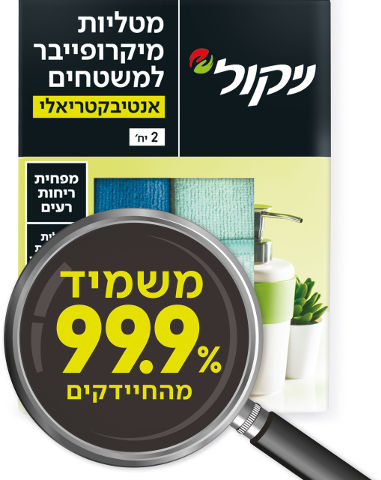 מטליות
מיקרופייבר
למשטחים
אנטיבקטריאלי
2 יח׳
ניקול
מפחית
ריחות
רעים
משמיד
99.9%
מהחיידקים